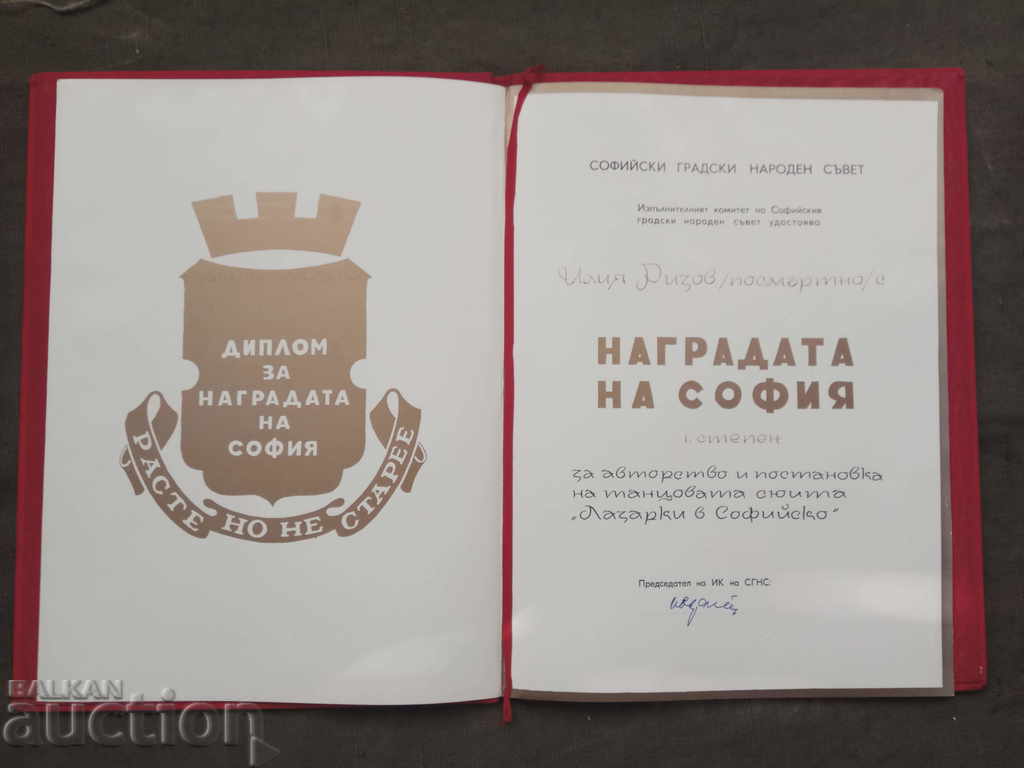 ДИПЛОМ
ЗА
НАГРАДАТА
НА
СОФИЯ
РАСТЕ НО НЕ СТАРЕЕ
СОФИЙСКИ ГРАДСКИ НАРОДЕН СЪВЕТ
Изпълнителният комитет на Софийския
градски народен съвет удостоява
Илия Ризов /посмертно/ с
НАГРАДАТА
НА СОФИЯ
I. степен
за авторство и постановка
на танцовата сюита
„Лазарки в Софийско“
Председател на ИК на СГНС:
BALKAN
auction